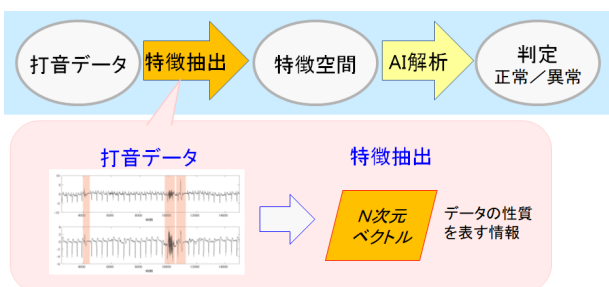 打音データ
特徴抽出
特徴空間
AI解析
判定
正常／異常
打音データ
特徴抽出
N次元
ベクトル
データの性質
を表す情報